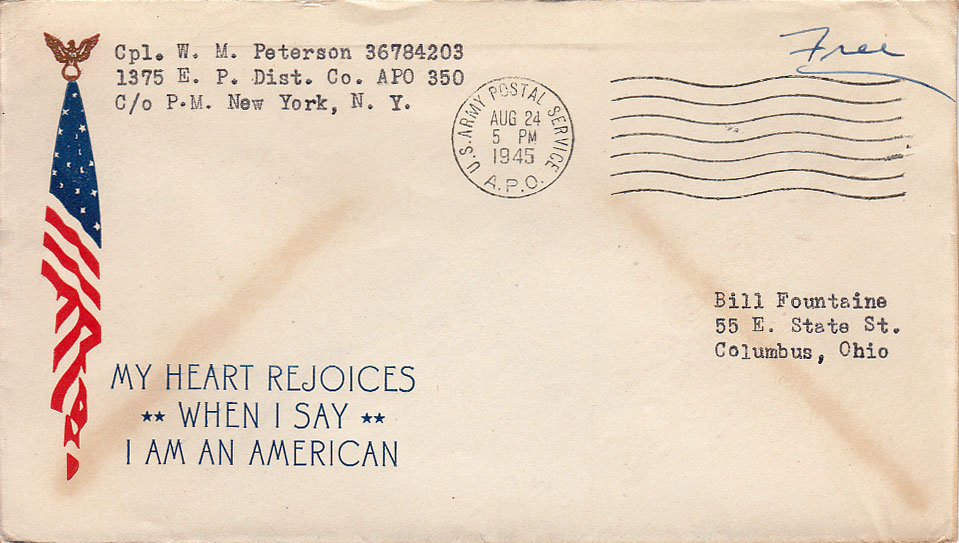 Cpl. W. M. Peterson 36784203
1375 E. P. Dist. Co. APO 350
C/o P.M. New York, N. Y.
Free
U.S. ARMY POSTAL SERVICE
AUG 24
5 PM
1945
A.P.O.
Bill Fountaine
55 E. State St.
Columbus, Ohio
MY HEART REJOICES
★★ WHEN I SAY ★★
I AM AN AMERICAN